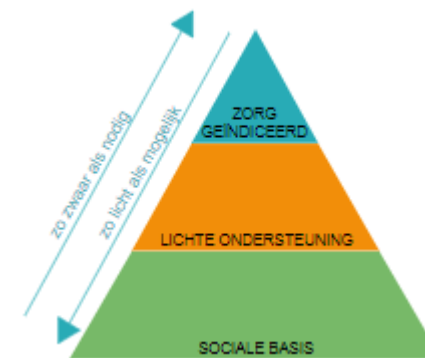 zo zwaar als nodig
zo licht als mogelijk
ZORG
GEÏNDICEERD
LICHTE ONDERSTEUNING
SOCIALE BASIS